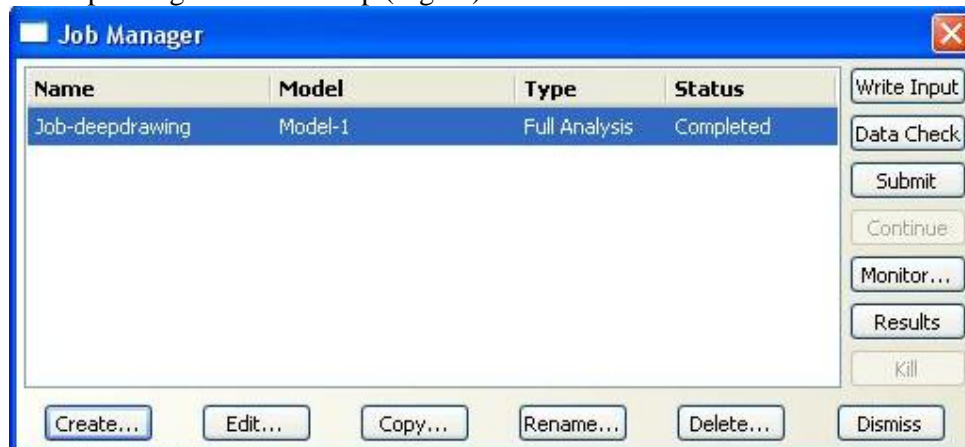 Job Manager
Name Model Type Status
Job-deepdrawing Model-1 Full Analysis Completed
Write Input
Data Check
Submit
Continue
Monitor...
Results
Kill
Create... Edit... Copy... Rename... Delete... Dismiss